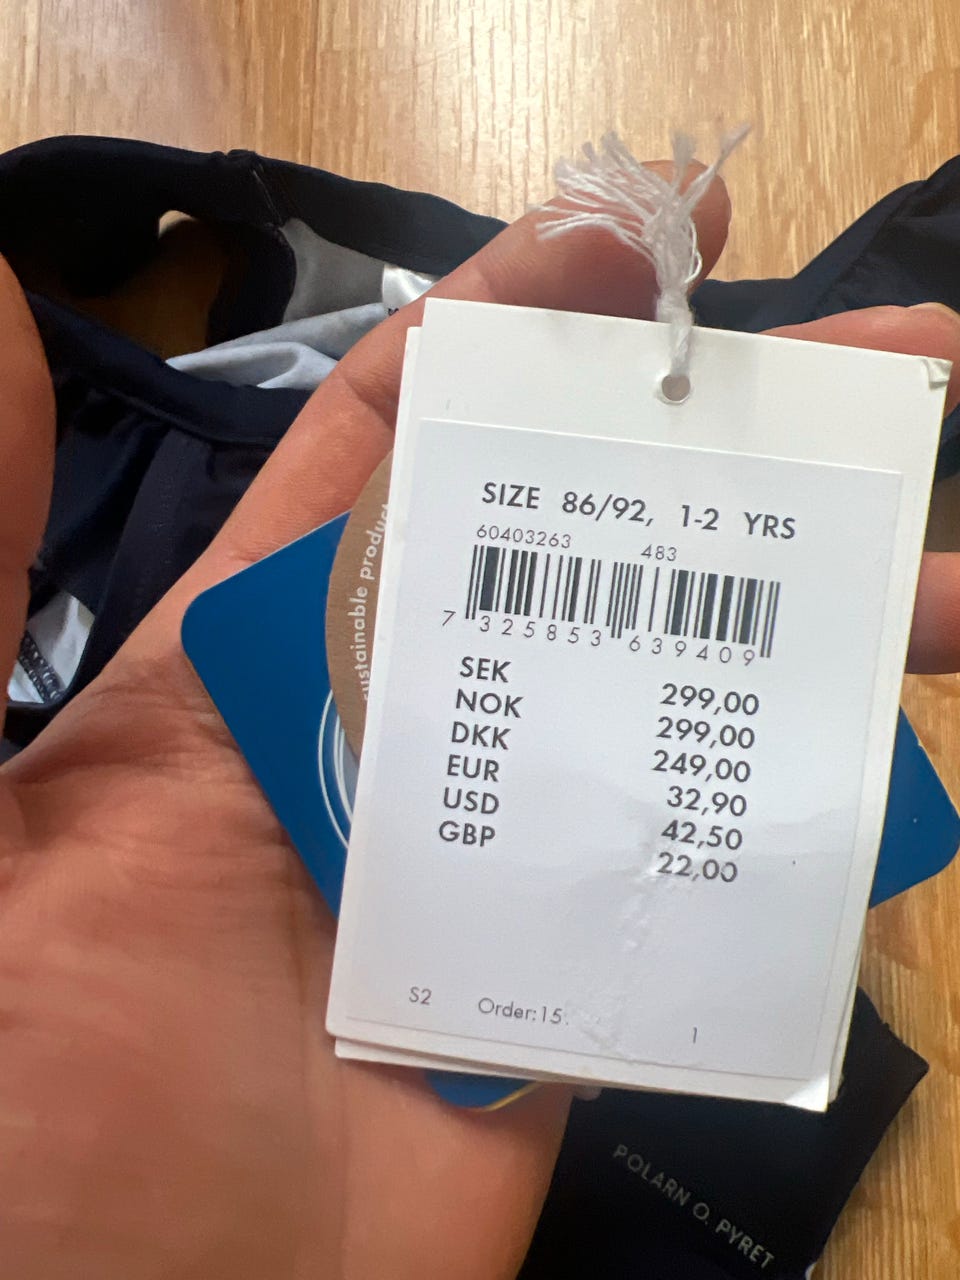 SIZE 86/92, 1-2 YRS
60403263 483
7 325853 639409
SEK 299,00
NOK 299,00
DKK 249,00
EUR 32,90
USD 42,50
GBP 22,00
S2 Order:15
1
sustainable product
POLARN O. PYRET